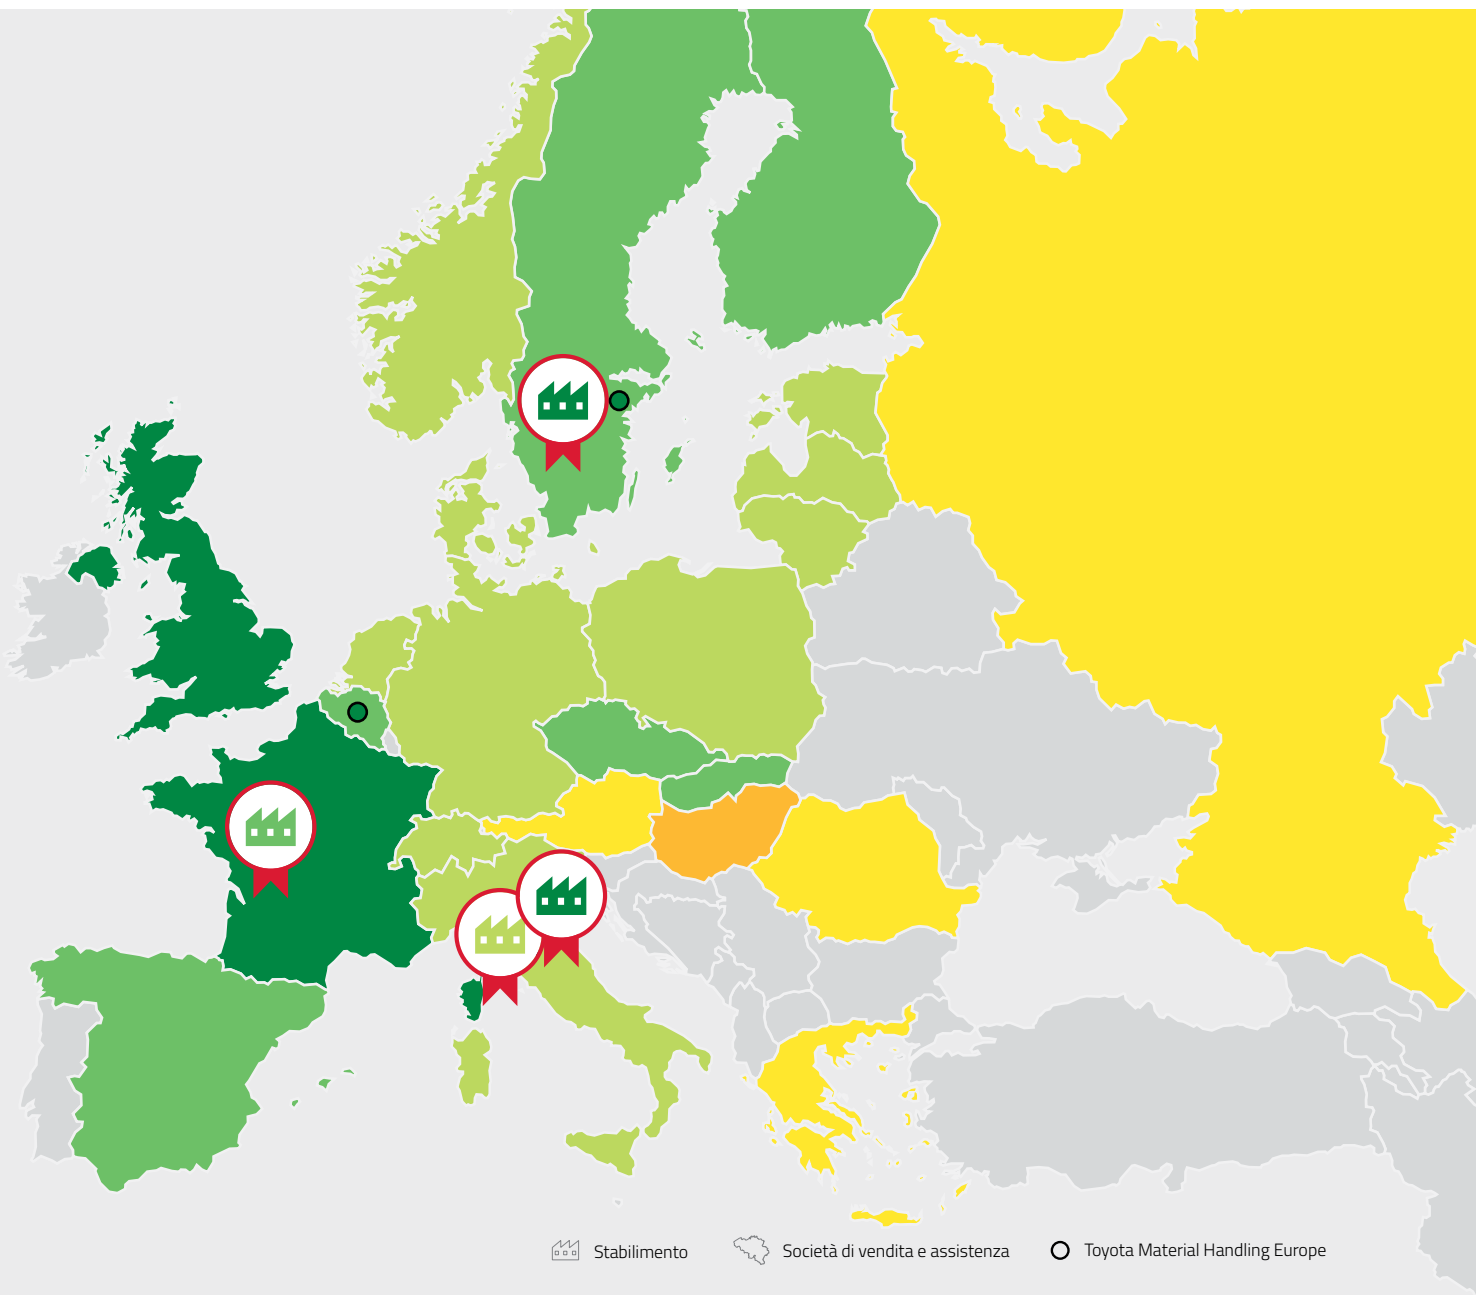 Stabilimento
Società di vendita e assistenza
Toyota Material Handling Europe